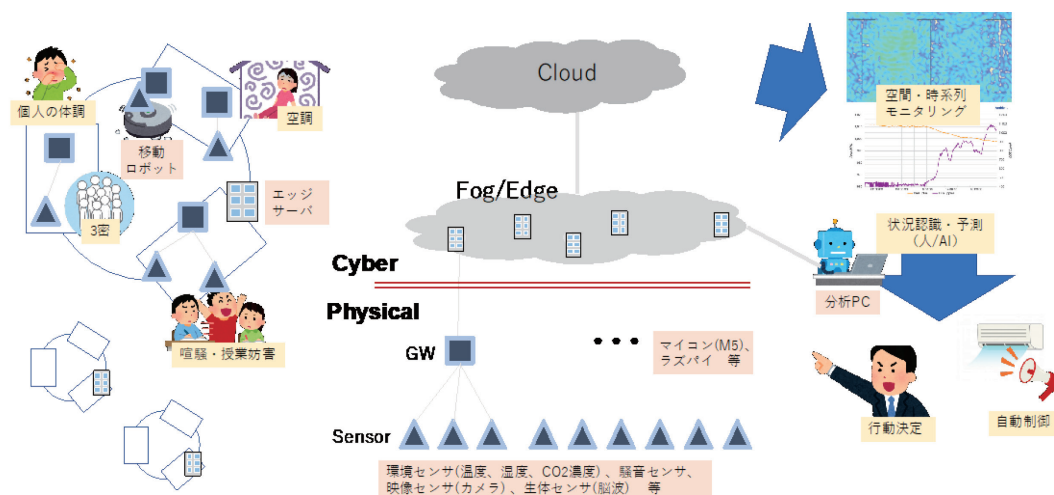 個人の体調
移動
ロボット
空調
3密
エッジ
サーバ
喧騒・授業妨害
Cloud
Fog/Edge
Cyber
Physical
GW
マイコン(M5)、
ラズパイ 等
Sensor
環境センサ(温度、湿度、CO2濃度)、騒音センサ、
映像センサ(カメラ)、生体センサ(脳波) 等
空間・時系列
モニタリング
状況認識・予測
(人/AI)
分析PC
行動決定
自動制御